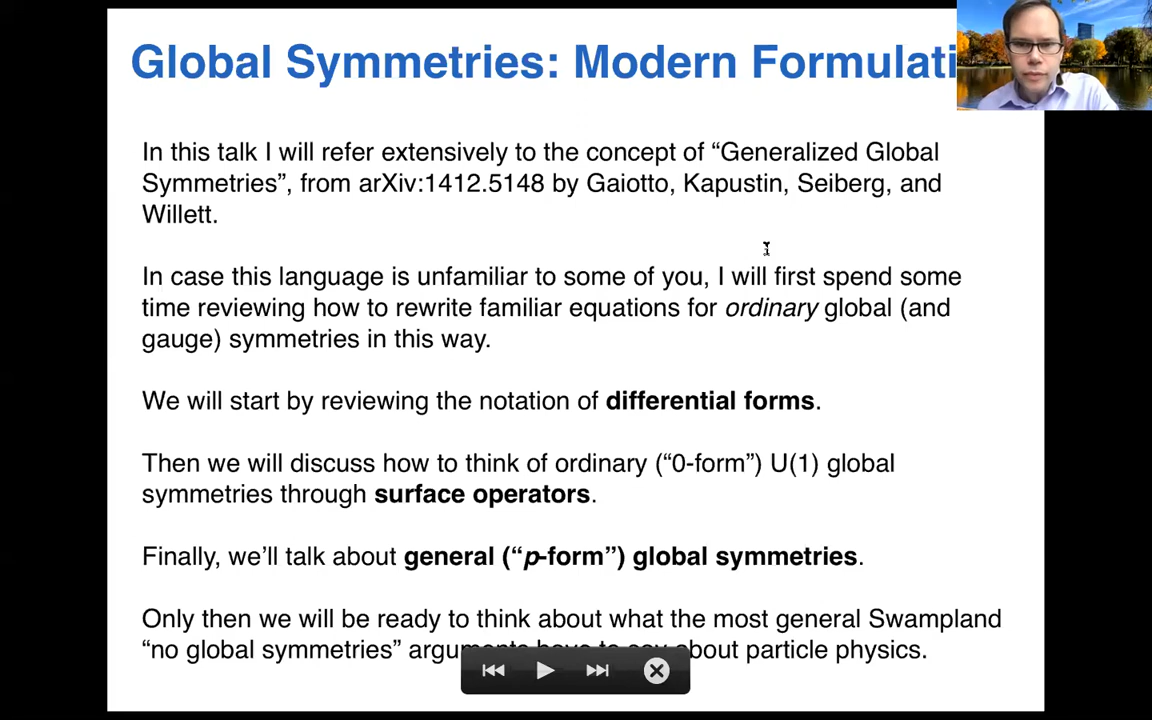 Global Symmetries: Modern Formulati
In this talk I will refer extensively to the concept of “Generalized Global
Symmetries”, from arXiv:1412.5148 by Gaiotto, Kapustin, Seiberg, and
Willett.
In case this language is unfamiliar to some of you, I will first spend some
time reviewing how to rewrite familiar equations for ordinary global (and
gauge) symmetries in this way.
We will start by reviewing the notation of differential forms.
Then we will discuss how to think of ordinary (“0-form”) U(1) global
symmetries through surface operators.
Finally, we’ll talk about general (“p-form”) global symmetries.
Only then we will be ready to think about what the most general Swampland
“no global symmetries” arguments have to say about particle physics.